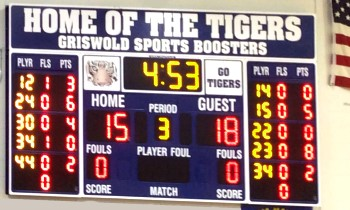 HOME OF THE TIGERS
GRISWOLD SPORTS BOOSTERS
PLYR FLS PTS
12 1 3
24 0 6
30 0 4
34 1 0
44 0 2
0
4:53
GO
TIGERS
HOME PERIOD GUEST
15 3 18
FOULS PLAYER FOUL FOULS
0 0
SCORE MATCH SCORE
PLYR FLS PTS
14 0 0
15 0 5
22 0 0
23 0 8
34 0 2
0